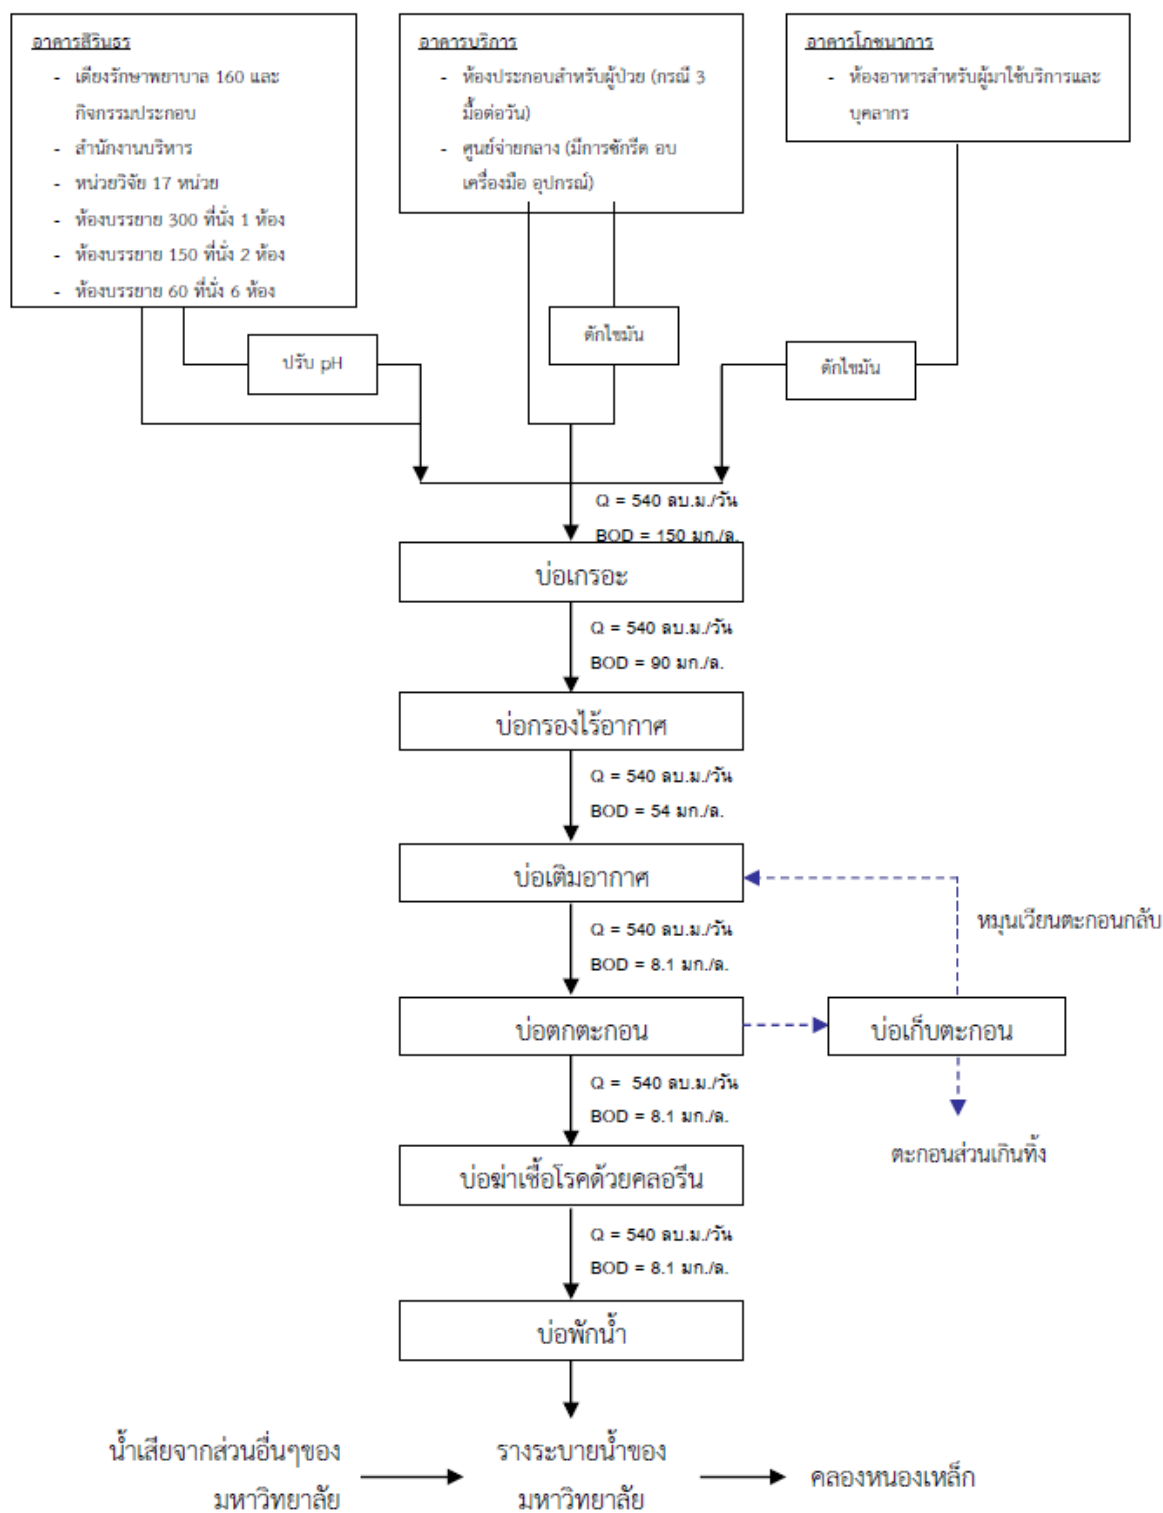 อาคารสิรินธร
- เตียงรักษาพยาบาล 160 และ
กิจกรรมประกอบ
- สำนักงานบริหาร
- หน่วยวิจัย 17 หน่วย
- ห้องบรรยาย 300 ที่นั่ง 1 ห้อง
- ห้องบรรยาย 150 ที่นั่ง 2 ห้อง
- ห้องบรรยาย 60 ที่นั่ง 6 ห้อง
อาคารบริการ
- ห้องประกอบสำหรับผู้ป่วย (กรณี 3
มื้อต่อวัน)
- ศูนย์จ่ายกลาง (มีการซักรีด อบ
เครื่องมือ อุปกรณ์)
อาคารโภชนาการ
- ห้องอาหารสำหรับผู้มาใช้บริการและ
บุคลากร
ปรับ pH
ดักไขมัน
ดักไขมัน
Q = 540 ลบ.ม./วัน
BOD = 150 มก./ล.
บ่อเกรอะ
Q = 540 ลบ.ม./วัน
BOD = 90 มก./ล.
บ่อกรองไร้อากาศ
Q = 540 ลบ.ม./วัน
BOD = 54 มก./ล.
บ่อเติมอากาศ
หมุนเวียนตะกอนกลับ
Q = 540 ลบ.ม./วัน
BOD = 8.1 มก./ล.
บ่อตกตะกอน
บ่อเก็บตะกอน
Q = 540 ลบ.ม./วัน
BOD = 8.1 มก./ล.
ตะกอนส่วนเกินทิ้ง
บ่อฆ่าเชื้อโรคด้วยคลอรีน
Q = 540 ลบ.ม./วัน
BOD = 8.1 มก./ล.
บ่อพักน้ำ
น้ำเสียจากส่วนอื่นๆของ
มหาวิทยาลัย
รางระบายน้ำของ
มหาวิทยาลัย
คลองหนองเหล็ก